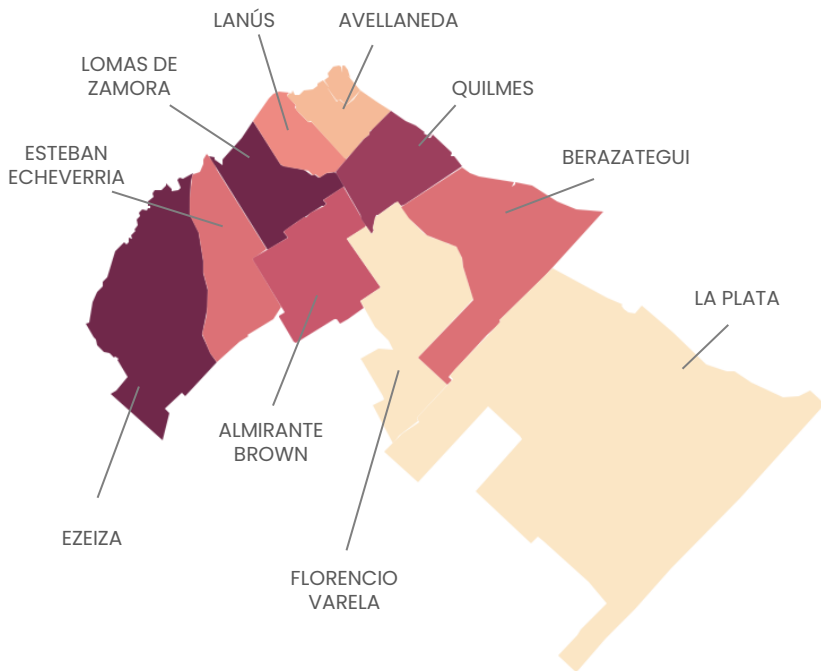 LANÚS
AVELLANEDA
LOMAS DE
ZAMORA
QUILMES
ESTEBAN
ECHEVERRIA
BERAZATEGUI
LA PLATA
ALMIRANTE
BROWN
EZEIZA
FLORENCIO
VARELA